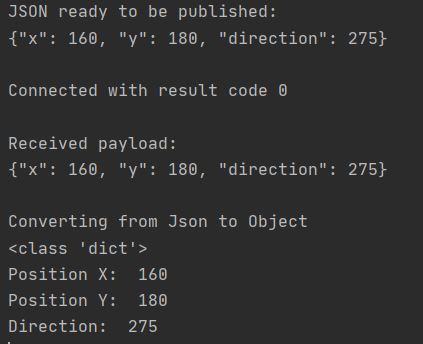 JSON ready to be published:
{"x": 160, "y": 180, "direction": 275}
Connected with result code 0
Received payload:
{"x": 160, "y": 180, "direction": 275}
Converting from Json to Object
<class 'dict'>
Position X:  160
Position Y:  180
Direction:  275